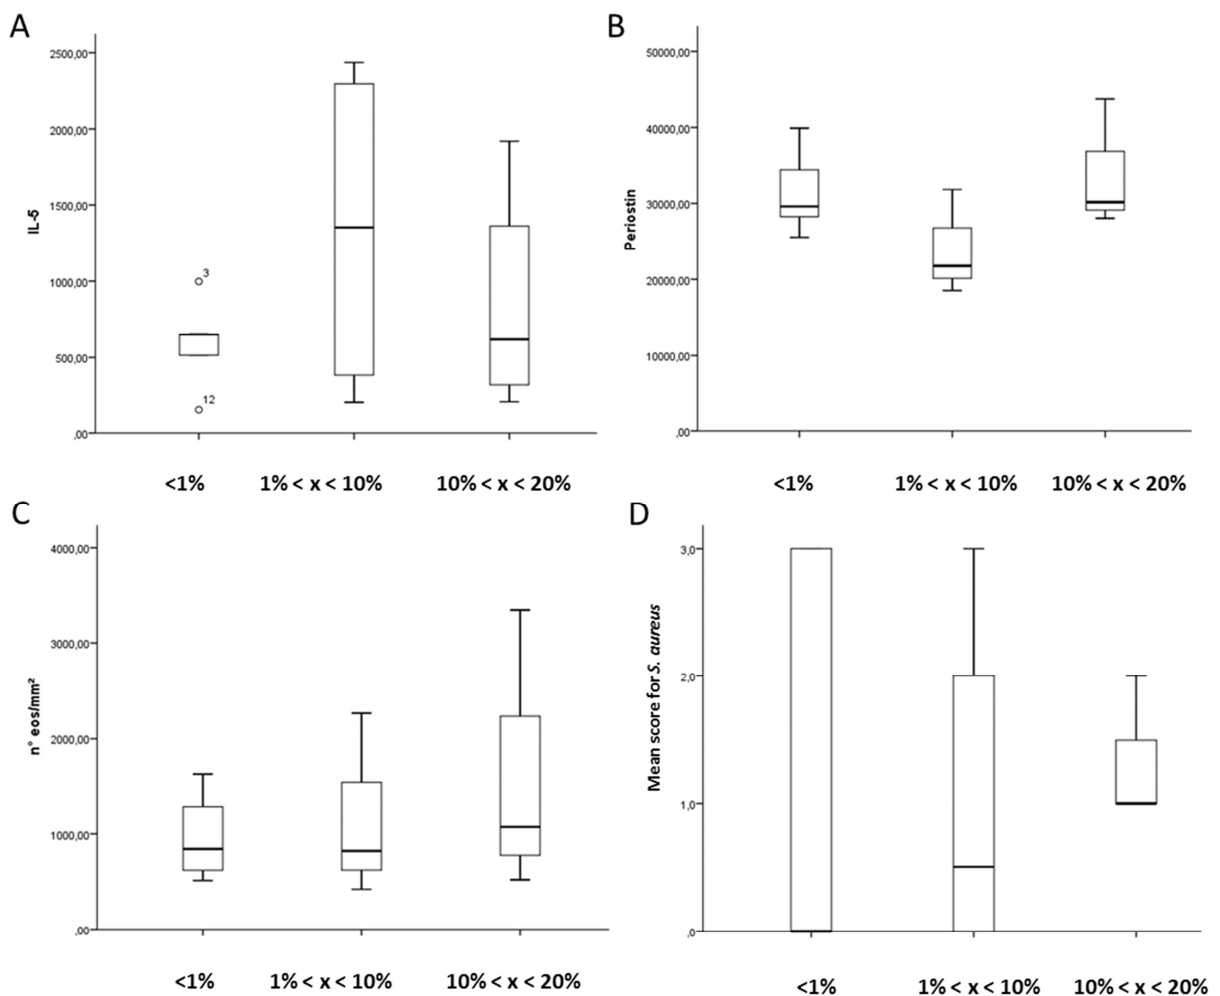 A
2500,00
2000,00
1500,00
1000,00
500,00
,00
IL-5
3
12
<1%
1% < x < 10%
10% < x < 20%
B
50000,00
40000,00
30000,00
20000,00
10000,00
,00
Periostin
<1%
1% < x < 10%
10% < x < 20%
C
4000,00
3000,00
2000,00
1000,00
,00
n° eos/mm²
<1%
1% < x < 10%
10% < x < 20%
D
3,0
2,0
1,0
,0
Mean score for S. aureus
<1%
1% < x < 10%
10% < x < 20%